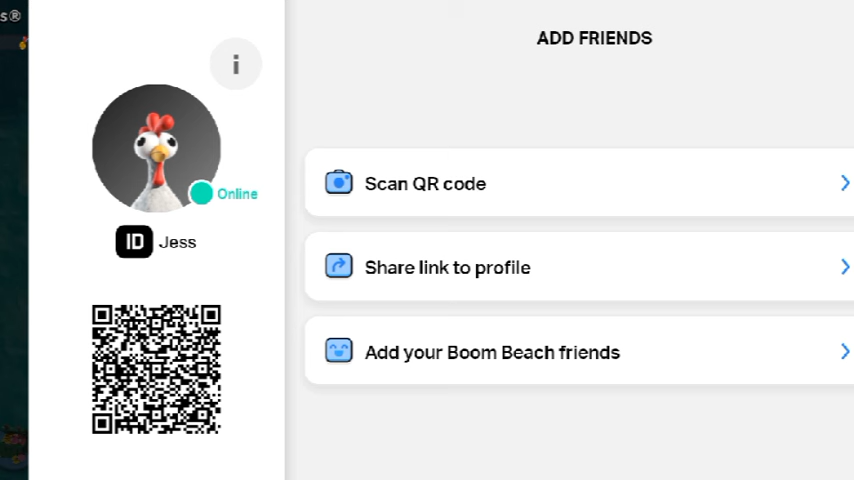 s®
ADD FRIENDS
i
Scan QR code
Online
ID Jess
Share link to profile
Add your Boom Beach friends